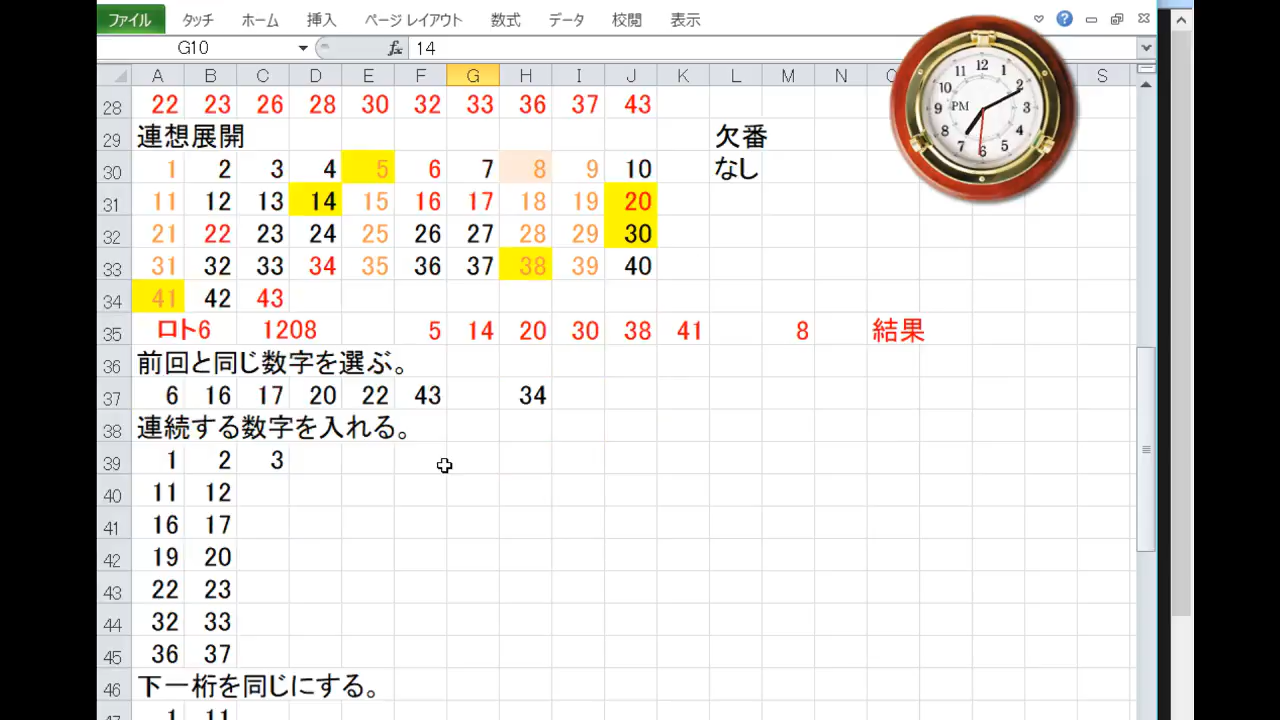 ファイル タッチ ホーム 挿入 ページ レイアウト 数式 データ 校閲 表示
G10 fx 14
A B C D E F G H I J K L M N S
28 22 23 26 28 30 32 33 36 37 43
29 連想展開 欠番
30 1 2 3 4 5 6 7 8 9 10 なし
31 11 12 13 14 15 16 17 18 19 20
32 21 22 23 24 25 26 27 28 29 30
33 31 32 33 34 35 36 37 38 39 40
34 41 42 43
35 ロト6 1208 5 14 20 30 38 41 8 結果
36 前回と同じ数字を選ぶ。
37 6 16 17 20 22 43 34
38 連続する数字を入れる。
39 1 2 3
40 11 12
41 16 17
42 19 20
43 22 23
44 32 33
45 36 37
46 下一桁を同じにする。
47 1 11
12 1 2 3 4 5 6 7 8 9 10 11
PM